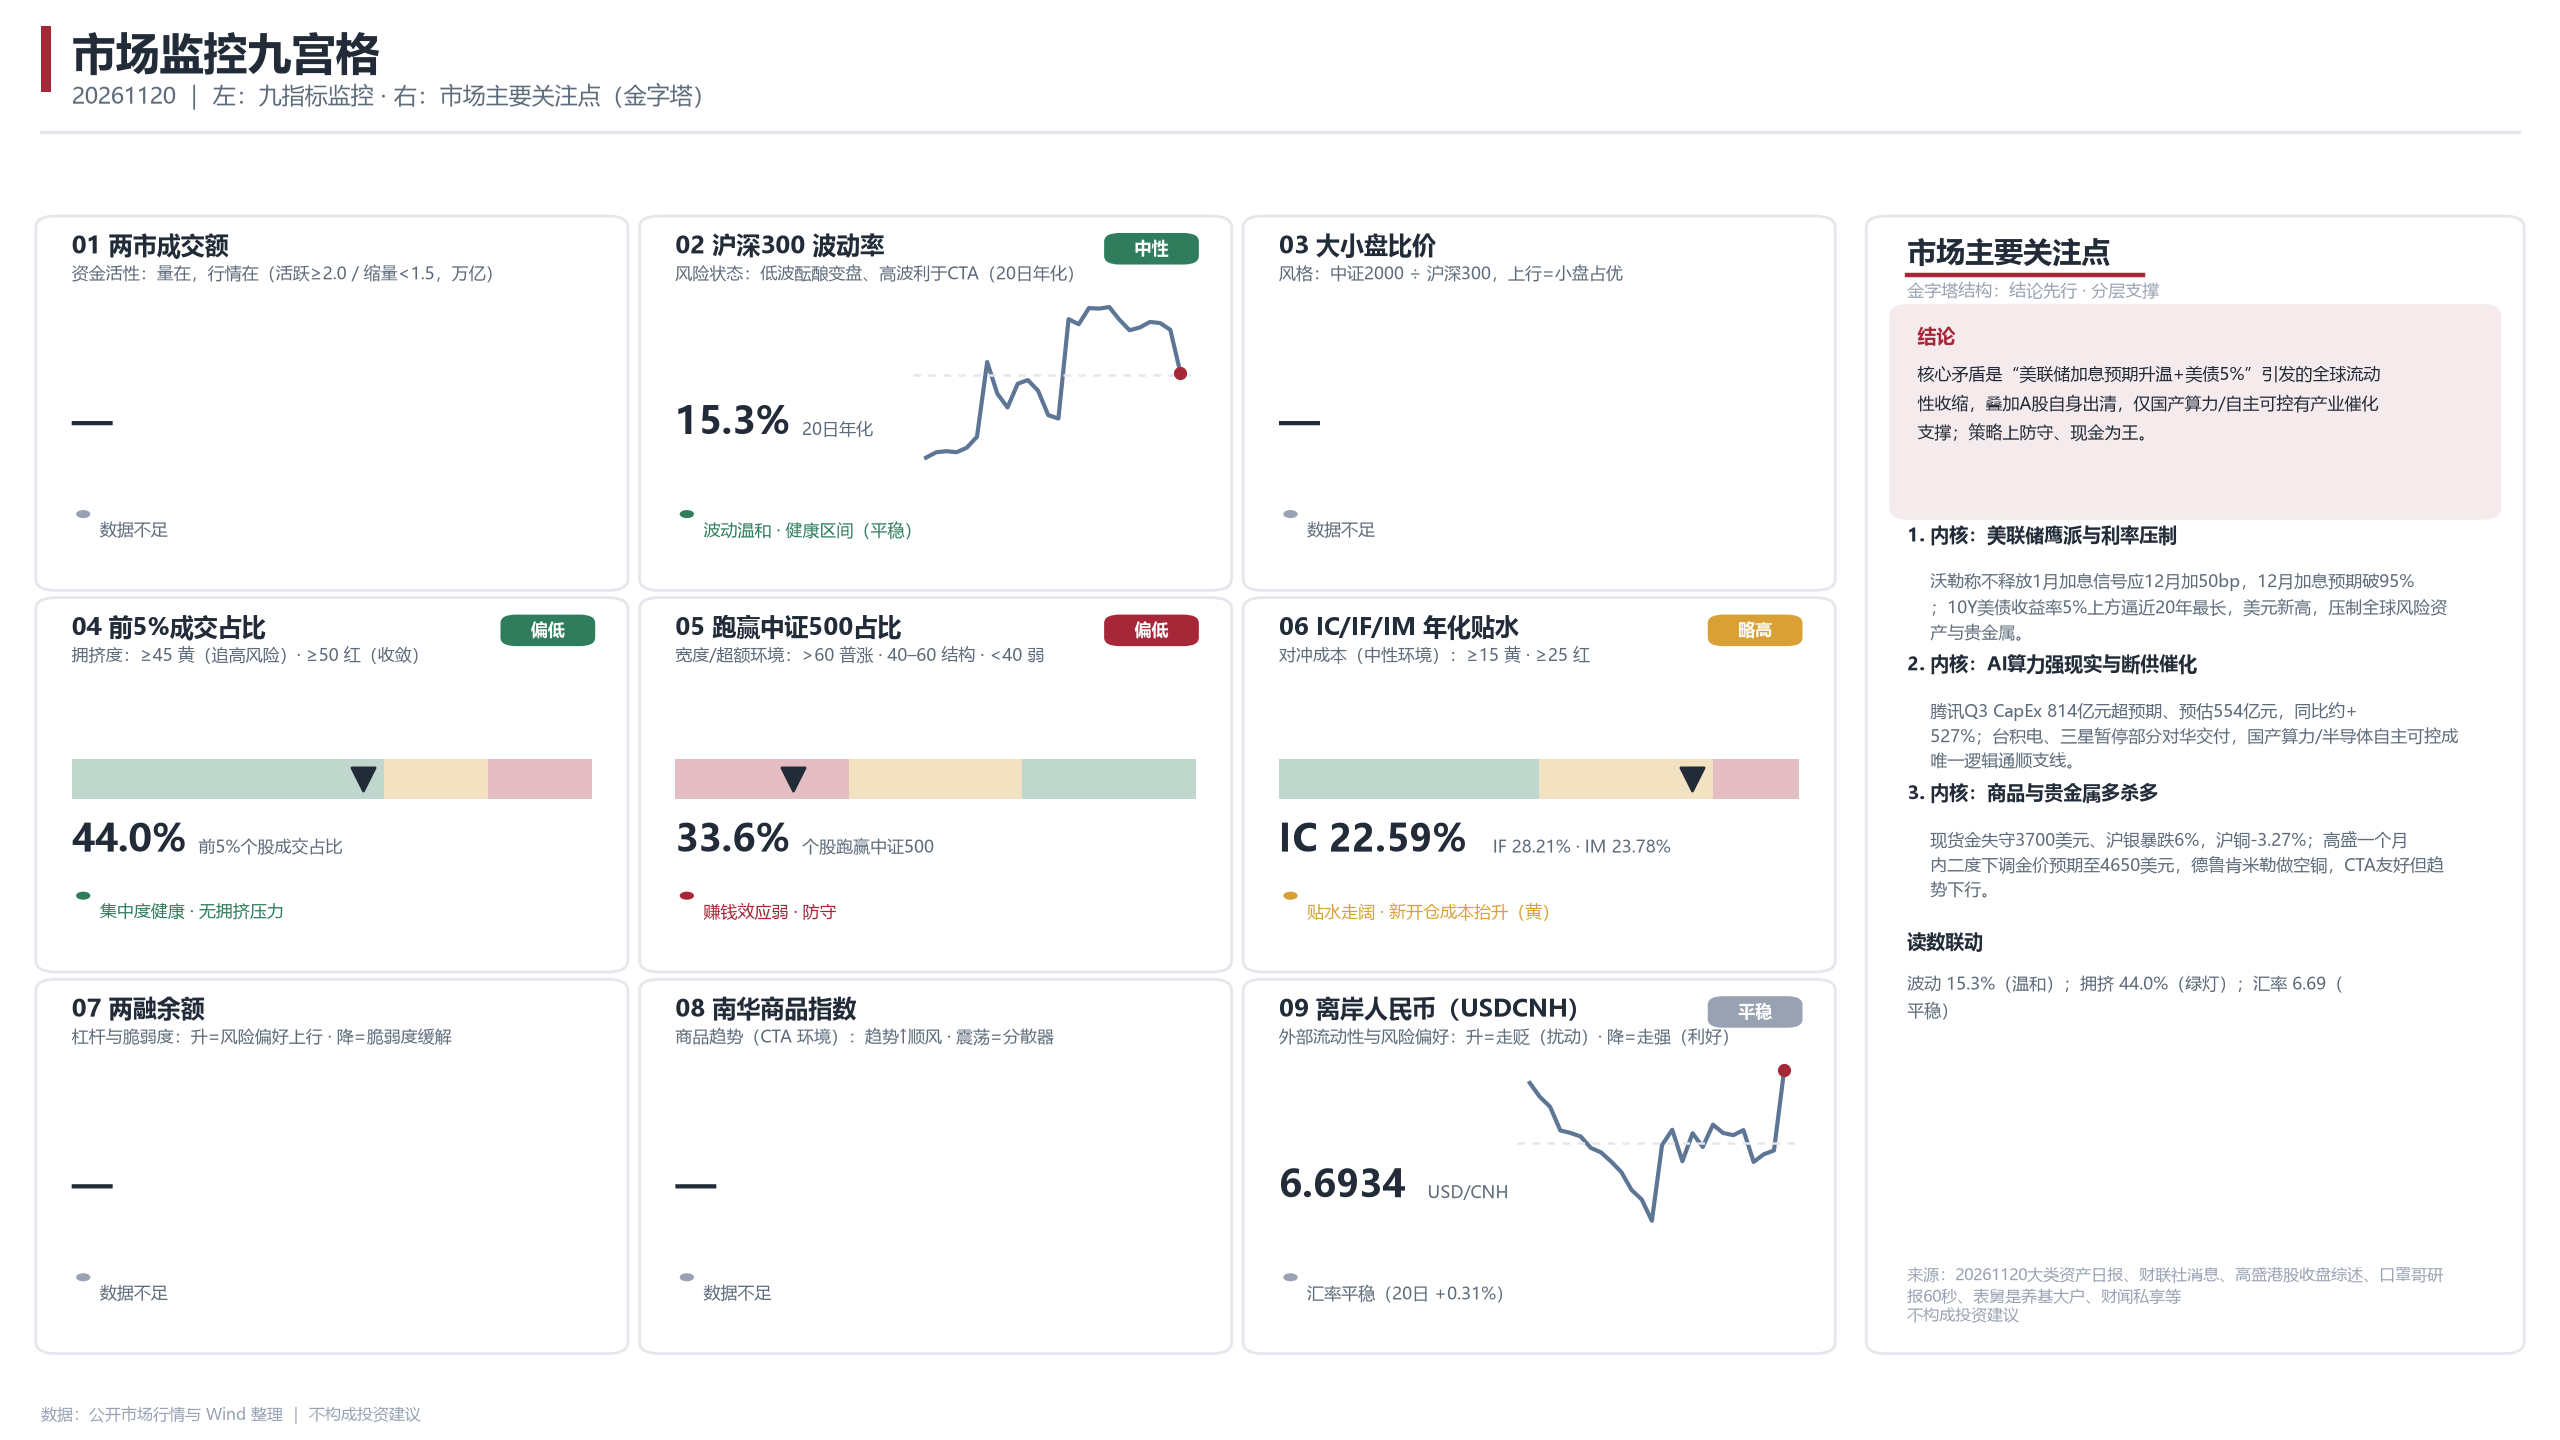 市场监控九宫格
20261120 | 左：九指标监控 · 右：市场主要关注点（金字塔）
01 两市成交额
资金活性：量在，行情在（活跃≥2.0 / 缩量<1.5，万亿）
—
数据不足
02 沪深300 波动率
中性
风险状态：低波酝酿变盘、高波利于CTA（20日年化）
15.3% 20日年化
波动温和 · 健康区间（平稳）
03 大小盘比价
风格：中证2000 ÷ 沪深300，上行=小盘占优
—
数据不足
04 前5%成交占比
偏低
拥挤度：≥45 黄（追高风险）· ≥50 红（收敛）
44.0% 前5%个股成交占比
集中度健康 · 无拥挤压力
05 跑赢中证500占比
偏低
宽度/超额环境：>60 普涨 · 40–60 结构 · <40 弱
33.6% 个股跑赢中证500
赚钱效应弱 · 防守
06 IC/IF/IM 年化贴水
略高
对冲成本（中性环境）：≥15 黄 · ≥25 红
IC 22.59% IF 28.21% · IM 23.78%
贴水走阔 · 新开仓成本抬升（黄）
07 两融余额
杠杆与脆弱度：升=风险偏好上行 · 降=脆弱度缓解
—
数据不足
08 南华商品指数
商品趋势（CTA 环境）：趋势↑顺风 · 震荡=分散器
—
数据不足
09 离岸人民币（USDCNH）
平稳
外部流动性与风险偏好：升=走贬（扰动）· 降=走强（利好）
6.6934 USD/CNH
汇率平稳（20日 +0.31%）
市场主要关注点
金字塔结构：结论先行 · 分层支撑
结论
核心矛盾是“美联储加息预期升温+美债5%”引发的全球流动
性收缩，叠加A股自身出清，仅国产算力/自主可控有产业催化
支撑；策略上防守、现金为王。
1. 内核：美联储鹰派与利率压制
沃勒称不释放1月加息信号应12月加50bp，12月加息预期破95%
；10Y美债收益率5%上方逼近20年最长，美元新高，压制全球风险资
产与贵金属。
2. 内核：AI算力强现实与断供催化
腾讯Q3 CapEx 814亿元超预期、预估554亿元，同比约+
527%；台积电、三星暂停部分对华交付，国产算力/半导体自主可控成
唯一逻辑通顺支线。
3. 内核：商品与贵金属多杀多
现货金失守3700美元、沪银暴跌6%，沪铜-3.27%；高盛一个月
内二度下调金价预期至4650美元，德鲁肯米勒做空铜，CTA友好但趋
势下行。
读数联动
波动 15.3%（温和）；拥挤 44.0%（绿灯）；汇率 6.69（
平稳）
来源：20261120大类资产日报、财联社消息、高盛港股收盘综述、口罩哥研
报60秒、表舅是养基大户、财闻私享等
不构成投资建议
数据：公开市场行情与 Wind 整理 | 不构成投资建议